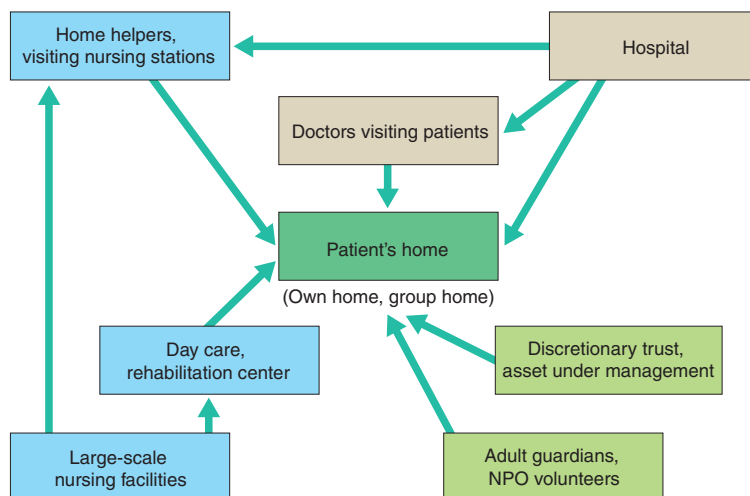 Home helpers,
visiting nursing stations
Hospital
Doctors visiting patients
Patient’s home
(Own home, group home)
Day care,
rehabilitation center
Discretionary trust,
asset under management
Large-scale
nursing facilities
Adult guardians,
NPO volunteers